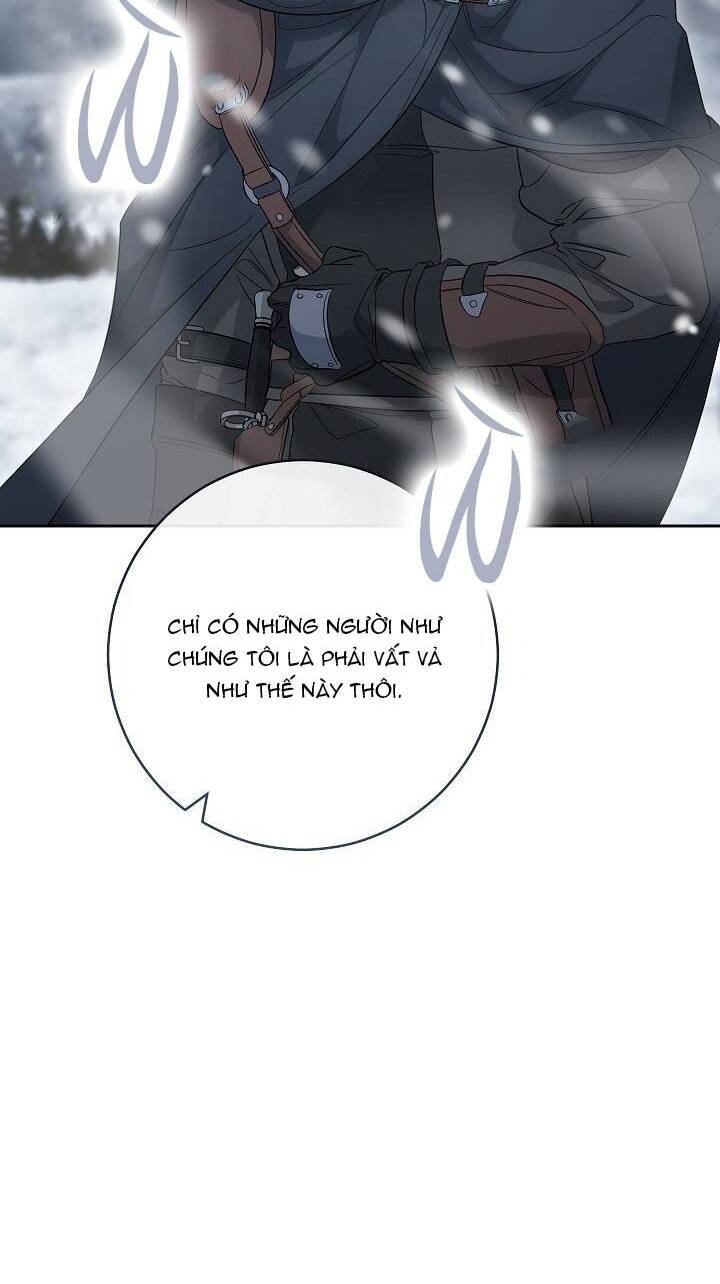 CHỈ CÓ NHỮNG NGƯỜI NHƯ
CHÚNG TÔI LÀ PHẢI VẤT VẢ
NHƯ THẾ NÀY THÔI.